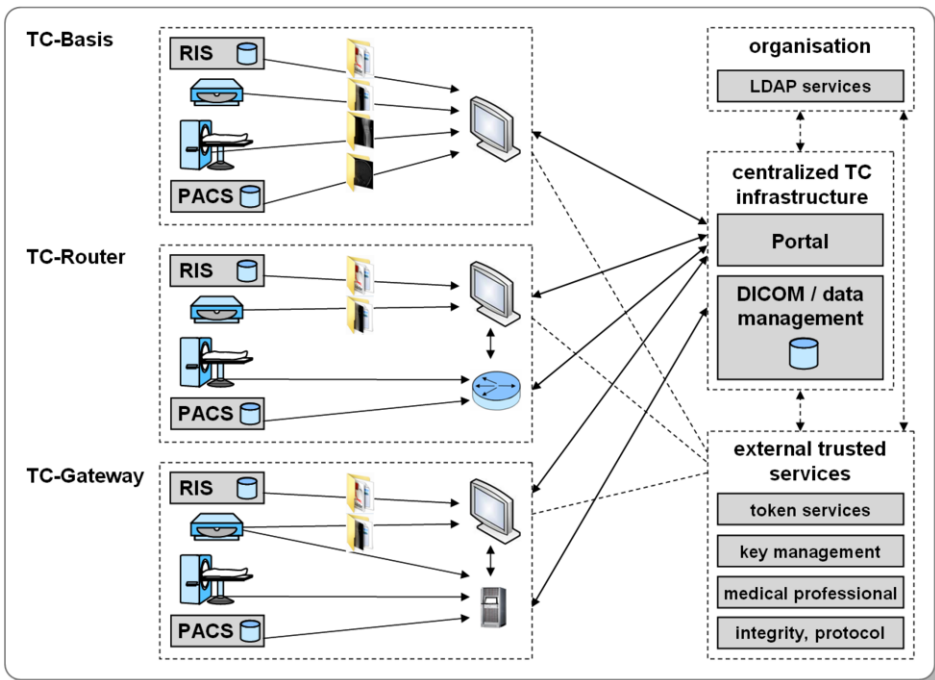 TC-Basis
RIS
PACS
TC-Router
RIS
PACS
TC-Gateway
RIS
PACS
organisation
LDAP services
centralized TC
infrastructure
Portal
DICOM / data
management
external trusted
services
token services
key management
medical professional
integrity, protocol